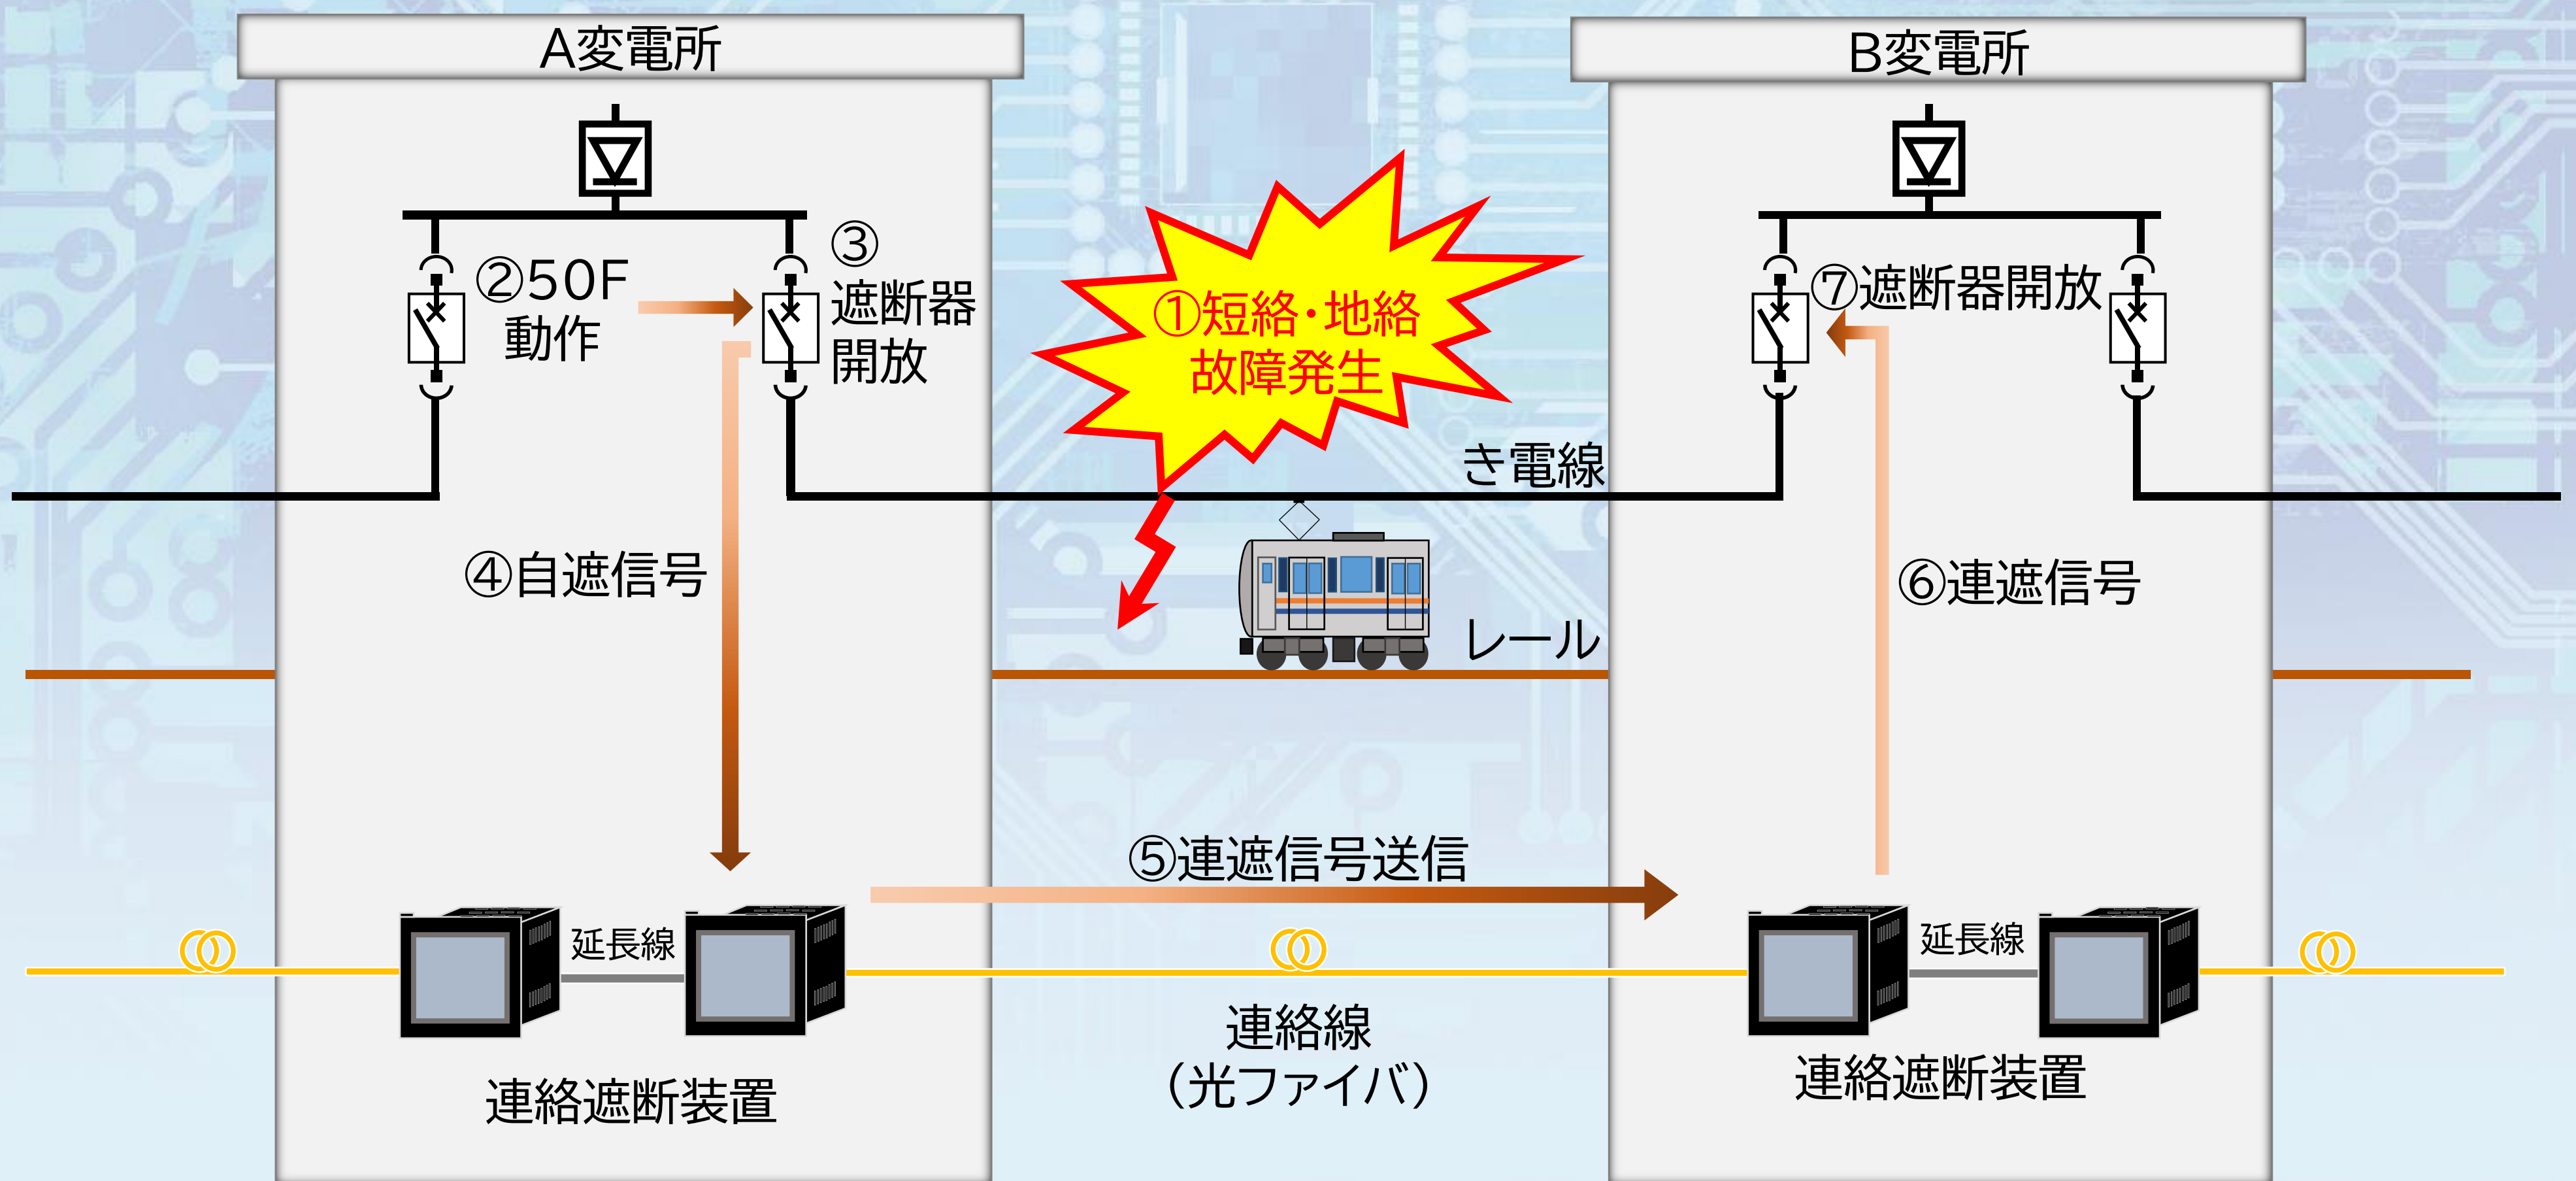 A変電所
B変電所
②50F
動作
③
遮断器
開放
①短絡・地絡
故障発生
⑦遮断器開放
き電線
④自遮信号
⑥連遮信号
レール
⑤連遮信号送信
延長線
延長線
連絡線
（光ファイバ）
連絡遮断装置
連絡遮断装置